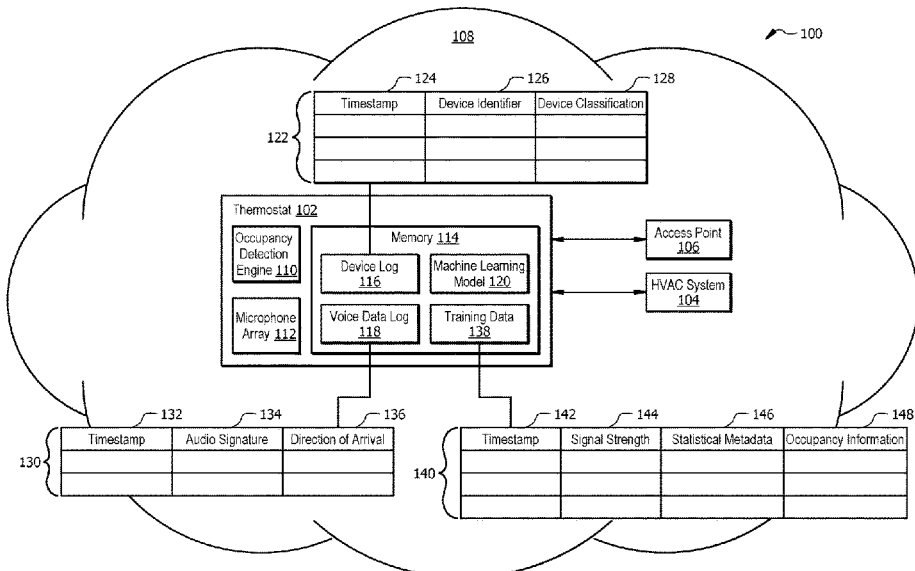 108
100
124
126
128
Timestamp
Device Identifier
Device Classification
122
Thermostat 102
Occupancy
Detection
Engine 110
Microphone
Array 112
Memory 114
Device Log
116
Machine Learning
Model 120
Voice Data Log
118
Training Data
138
Access Point
106
HVAC System
104
132
134
136
Timestamp
Audio Signature
Direction of Arrival
130
142
144
146
148
Timestamp
Signal Strength
Statistical Metadata
Occupancy Information
140